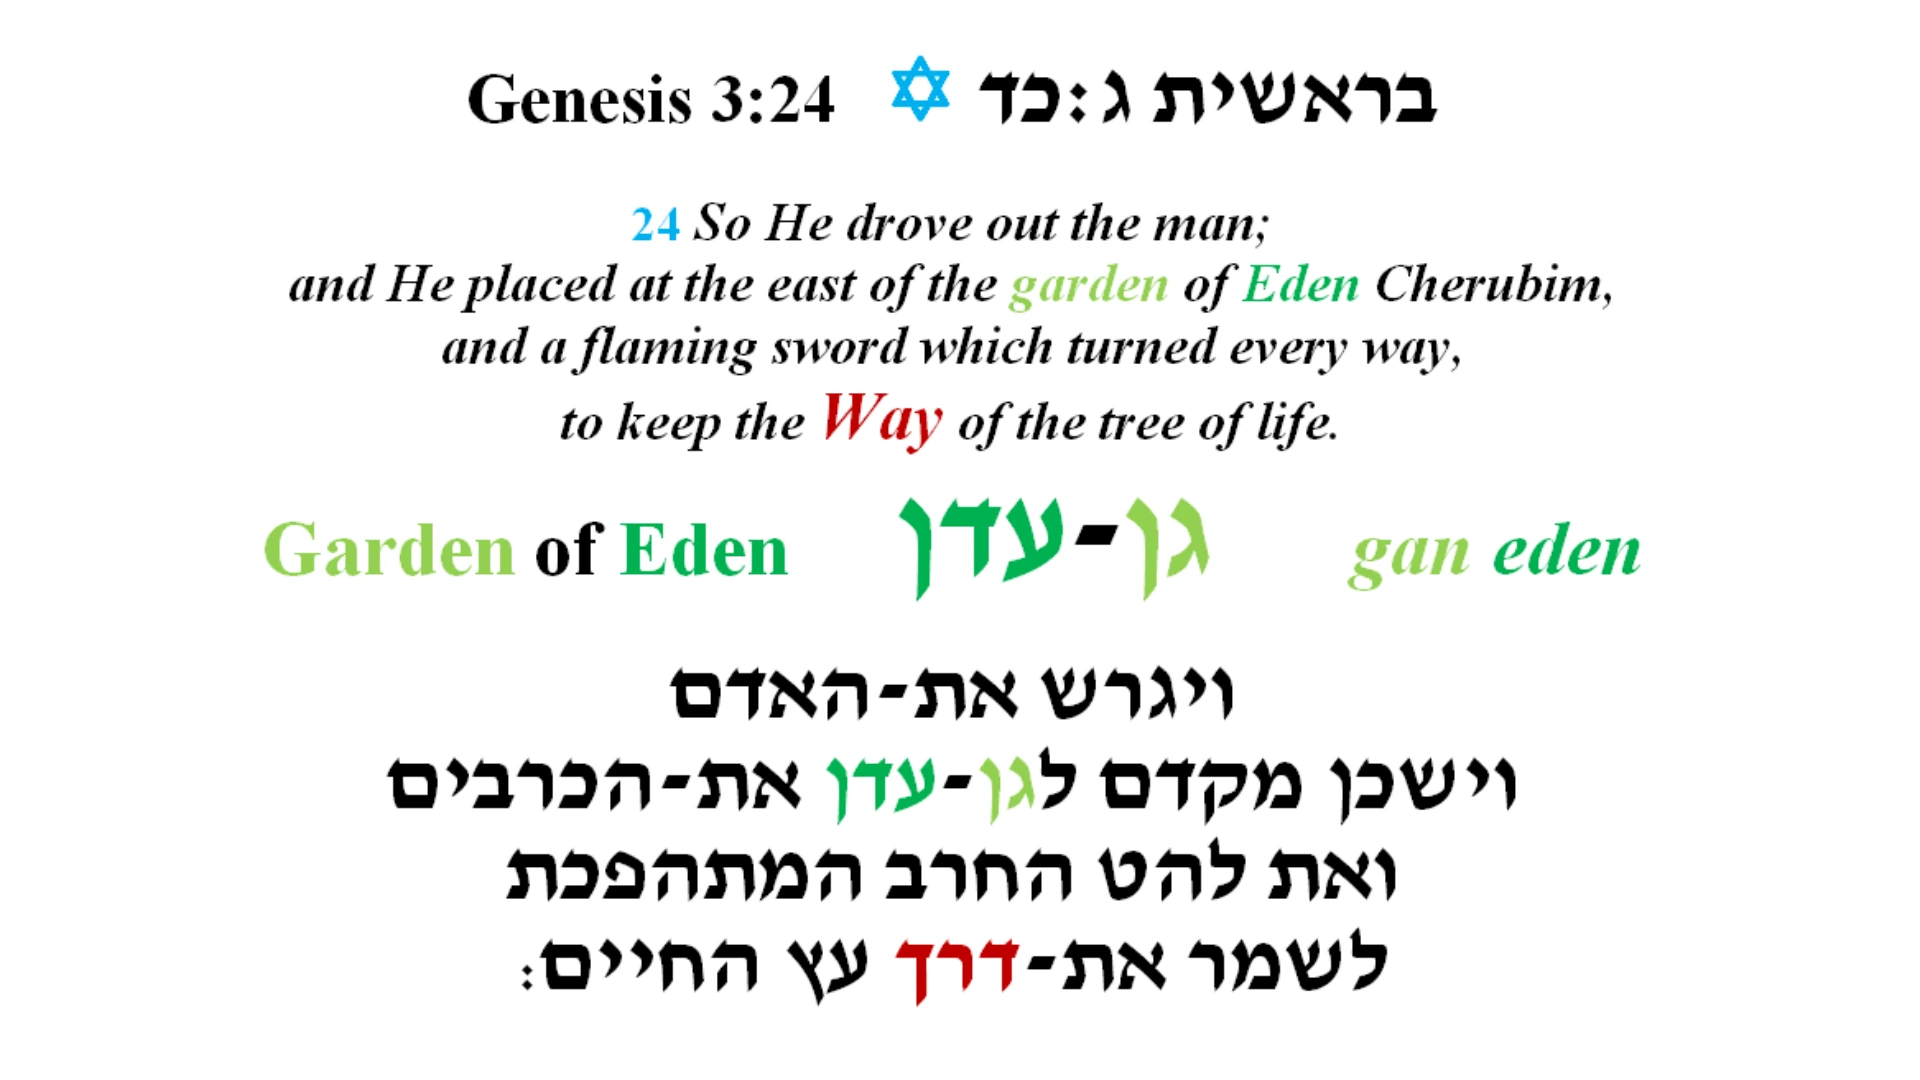 Genesis 3:24 ✡ בראשית ג:כד
24 So He drove out the man;
and He placed at the east of the garden of Eden Cherubim,
and a flaming sword which turned every way,
to keep the Way of the tree of life.
Garden of Eden גן-עדן gan eden
ויגרש את-האדם
וישכן מקדם לגן-עדן את-הכרבים
ואת להט החרב המתהפכת
לשמר את-דרך עץ החיים: